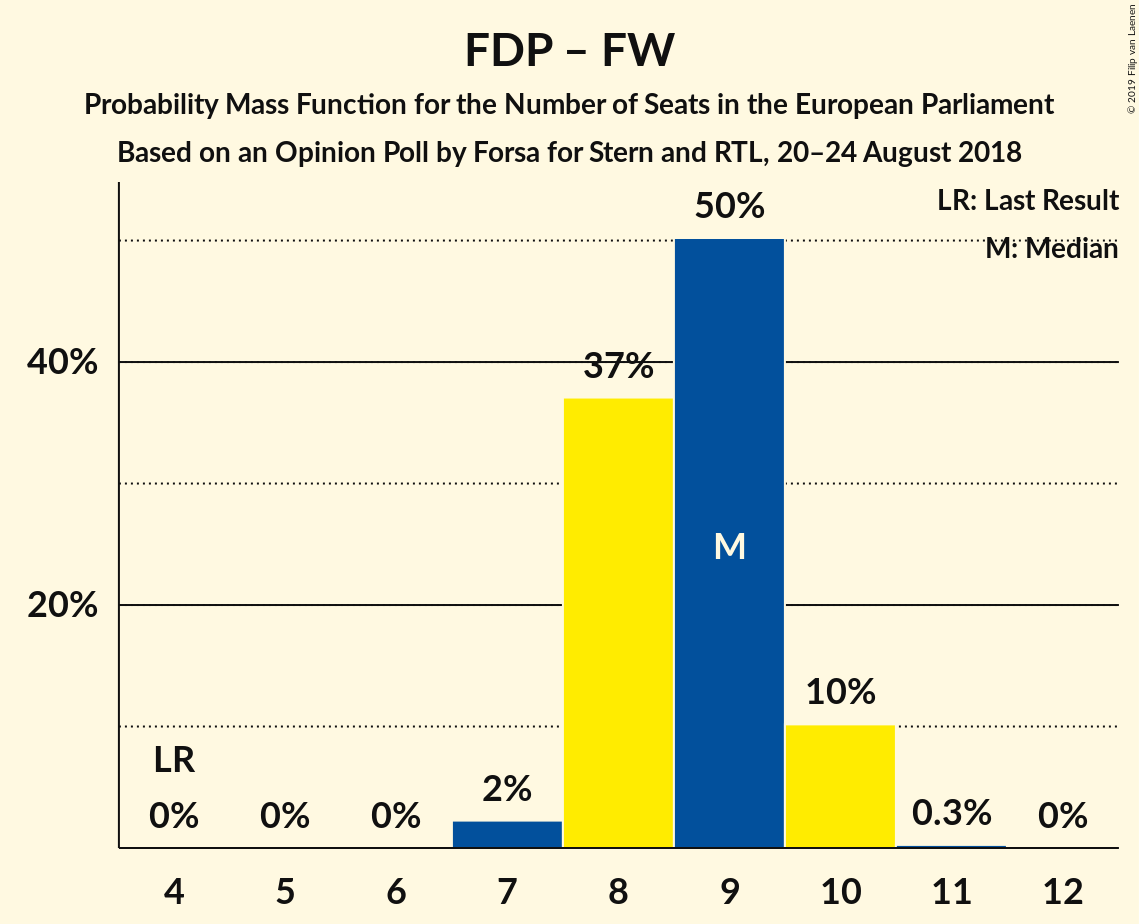 FDP – FW
Probability Mass Function for the Number of Seats in the European Parliament
Based on an Opinion Poll by Forsa for Stern and RTL, 20–24 August 2018
© 2019 Filip van Laenen
LR: Last Result
M: Median
50%
40%
37%
M
20%
10%
LR
2%
0%
0%
0%
0.3%
0%
4
5
6
7
8
9
10
11
12